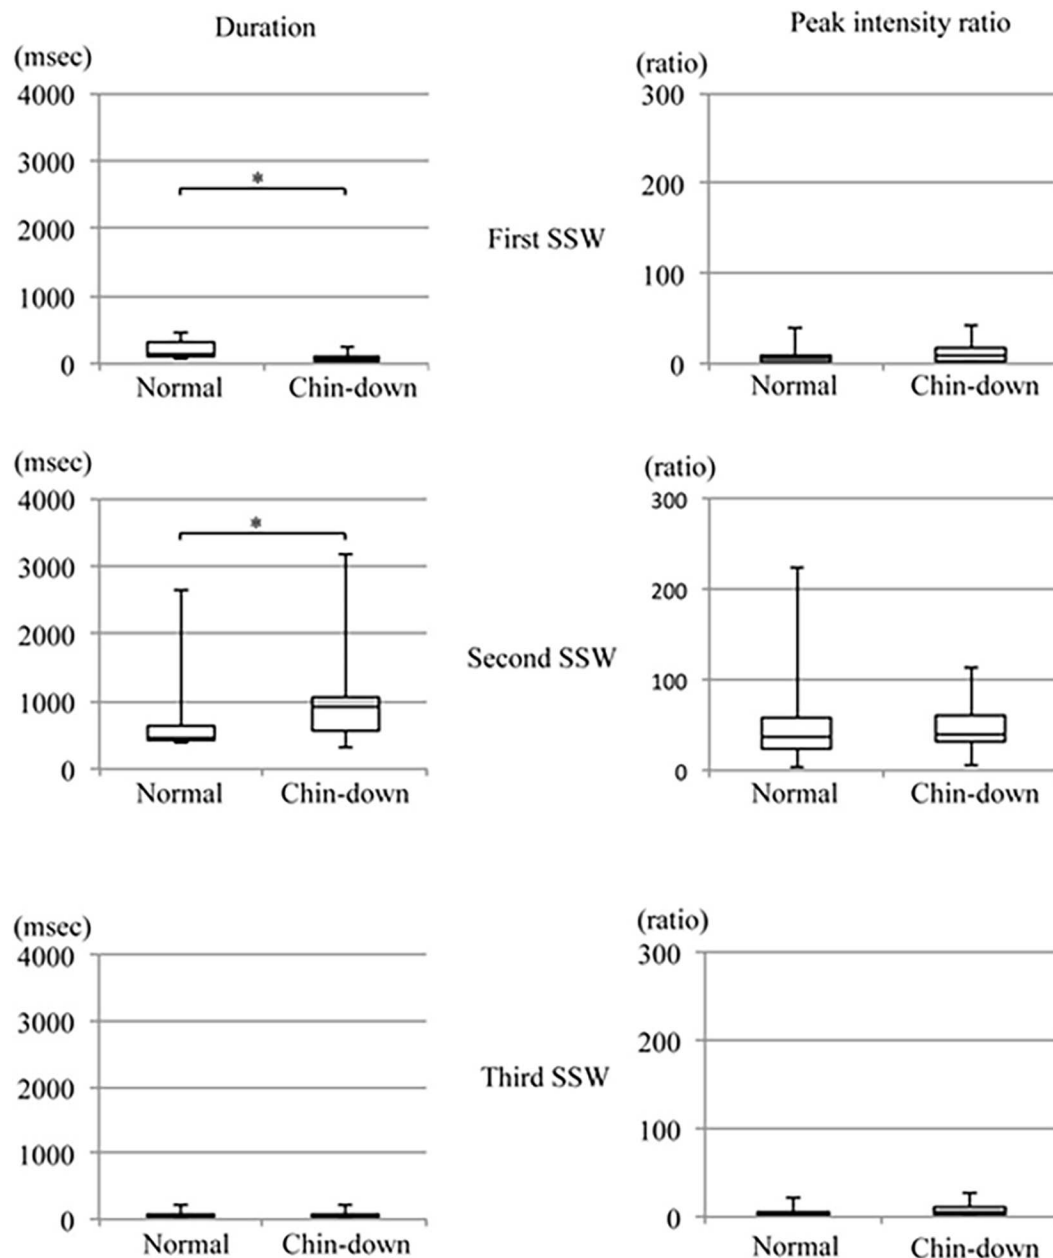 Duration
Peak intensity ratio
(msec)
(ratio)
4000
3000
2000
1000
0
*
Normal Chin-down
First SSW
300
200
100
0
Normal Chin-down
(msec)
(ratio)
4000
3000
2000
1000
0
*
Normal Chin-down
Second SSW
300
200
100
0
Normal Chin-down
(msec)
(ratio)
4000
3000
2000
1000
0
Normal Chin-down
Third SSW
300
200
100
0
Normal Chin-down